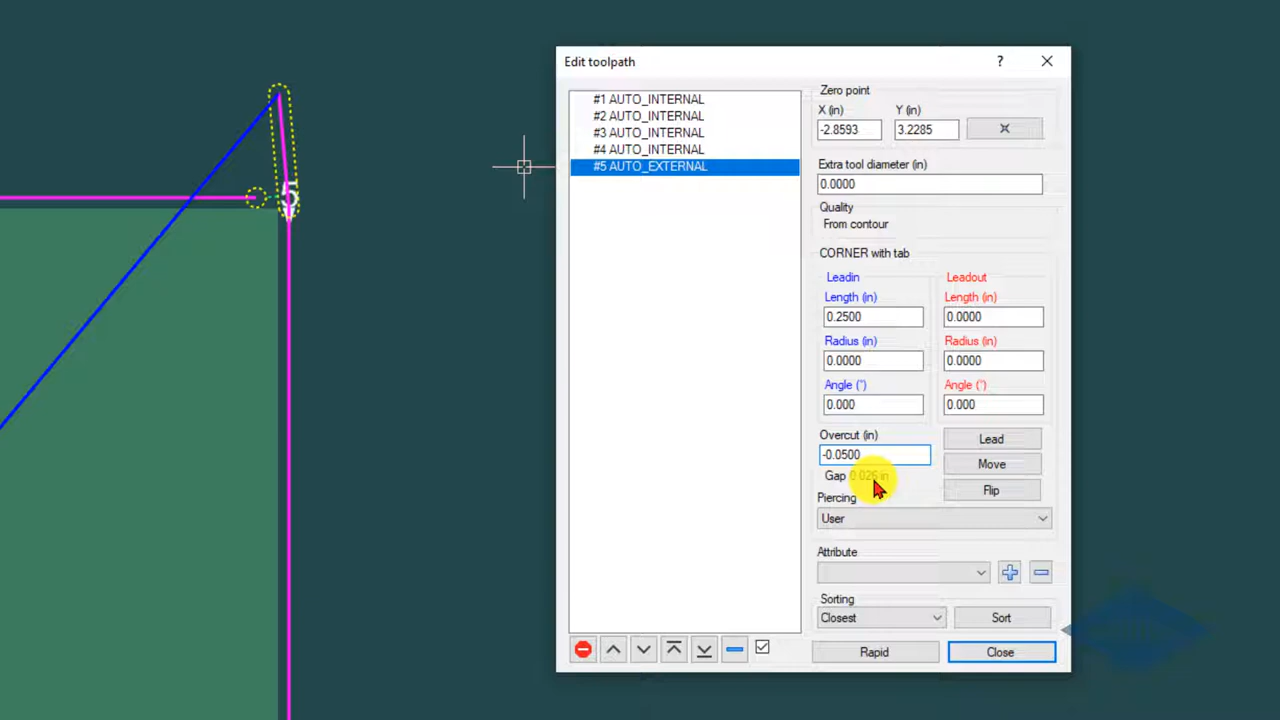 Edit toolpath
?
#1 AUTO_INTERNAL
#2 AUTO_INTERNAL
#3 AUTO_INTERNAL
#4 AUTO_INTERNAL
#5 AUTO_EXTERNAL
Zero point
X (in) Y (in)
-2.8593 3.2285
Extra tool diameter (in)
0.0000
Quality
From contour
CORNER with tab
Leadin Leadout
Length (in) Length (in)
0.2500 0.0000
Radius (in) Radius (in)
0.0000 0.0000
Angle (°) Angle (°)
0.000 0.000
Overcut (in)
-0.0500
Lead
Move
Flip
Gap 0.025 in
Piercing
User
Attribute
Sorting
Closest Sort
Rapid Close
5